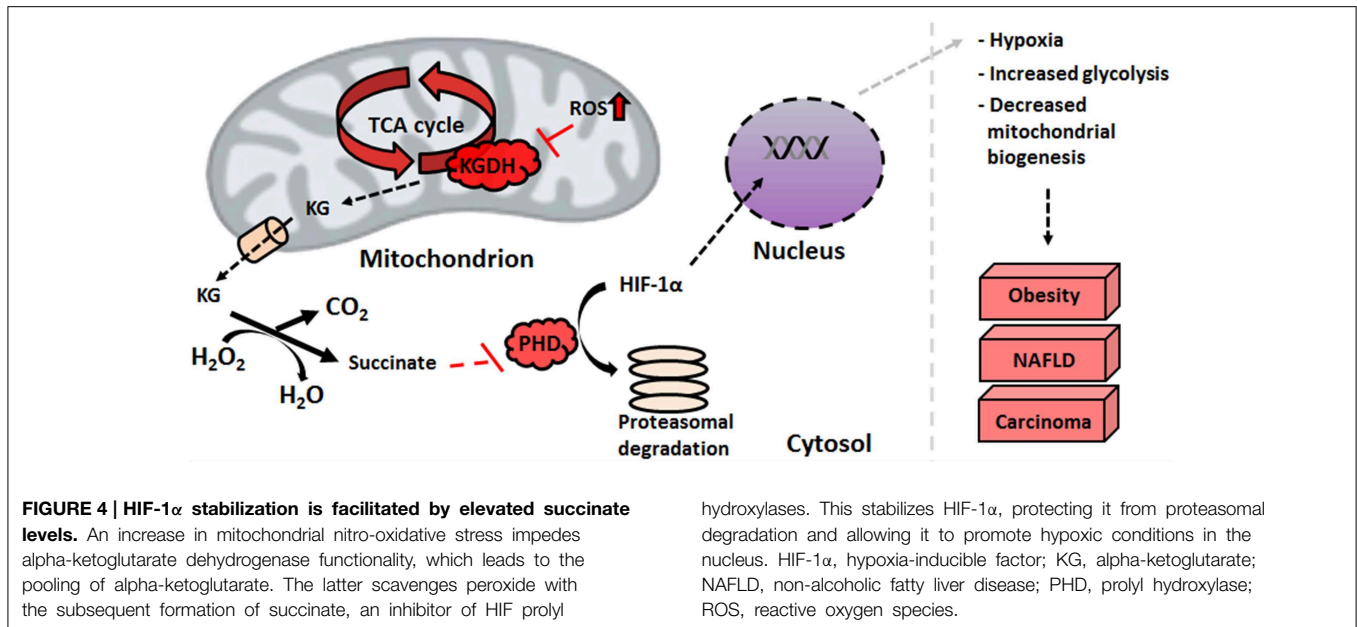 TCA cycle
ROS
KGDH
KG
Mitochondrion
KG
CO₂
H₂O₂
H₂O
Succinate
PHD
HIF-1α
Proteasomal
degradation
Nucleus
Cytosol
- Hypoxia
- Increased glycolysis
- Decreased
mitochondrial
biogenesis
Obesity
NAFLD
Carcinoma
FIGURE 4 | HIF-1α stabilization is facilitated by elevated succinate
levels. An increase in mitochondrial nitro-oxidative stress impedes
alpha-ketoglutarate dehydrogenase functionality, which leads to the
pooling of alpha-ketoglutarate. The latter scavenges peroxide with
the subsequent formation of succinate, an inhibitor of HIF prolyl
hydroxylases. This stabilizes HIF-1α, protecting it from proteasomal
degradation and allowing it to promote hypoxic conditions in the
nucleus. HIF-1α, hypoxia-inducible factor; KG, alpha-ketoglutarate;
NAFLD, non-alcoholic fatty liver disease; PHD, prolyl hydroxylase;
ROS, reactive oxygen species.